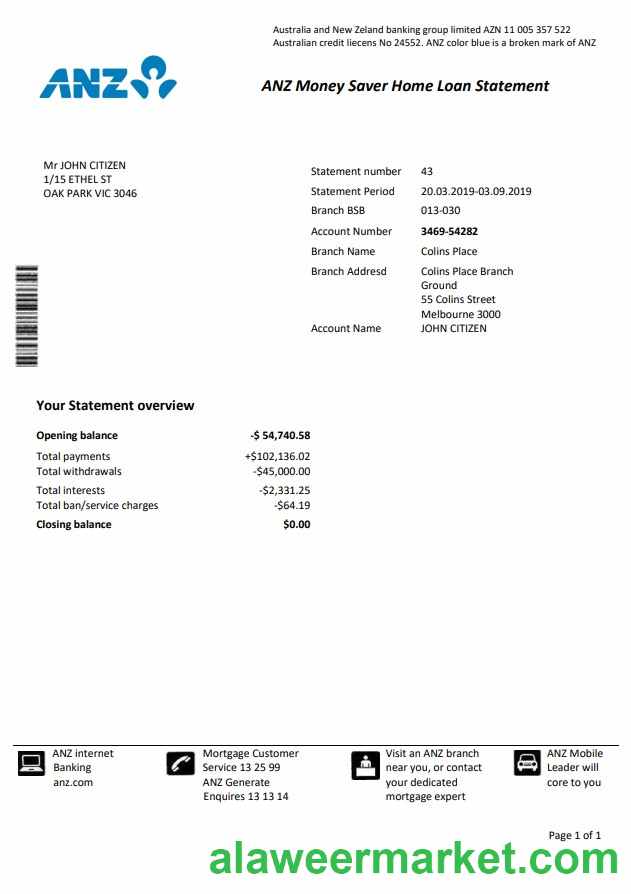 Australia and New Zeland banking group limited AZN 11 005 357 522
Australian credit liecens No 24552. ANZ color blue is a broken mark of ANZ
ANZ
ANZ Money Saver Home Loan Statement
Mr JOHN CITIZEN
1/15 ETHEL ST
OAK PARK VIC 3046
Statement number 43
Statement Period 20.03.2019-03.09.2019
Branch BSB 013-030
Account Number 3469-54282
Branch Name Colins Place
Branch Addresd Colins Place Branch
Ground
55 Colins Street
Melbourne 3000
Account Name JOHN CITIZEN
Your Statement overview
Opening balance -$ 54,740.58
Total payments +$102,136.02
Total withdrawals -$45,000.00
Total interests -$2,331.25
Total ban/service charges -$64.19
Closing balance $0.00
ANZ internet
Banking
anz.com
Mortgage Customer
Service 13 25 99
ANZ Generate
Enquires 13 13 14
Visit an ANZ branch
near you, or contact
your dedicated
mortgage expert
ANZ Mobile
Leader will
core to you
Page 1 of 1
alaweermarket.com